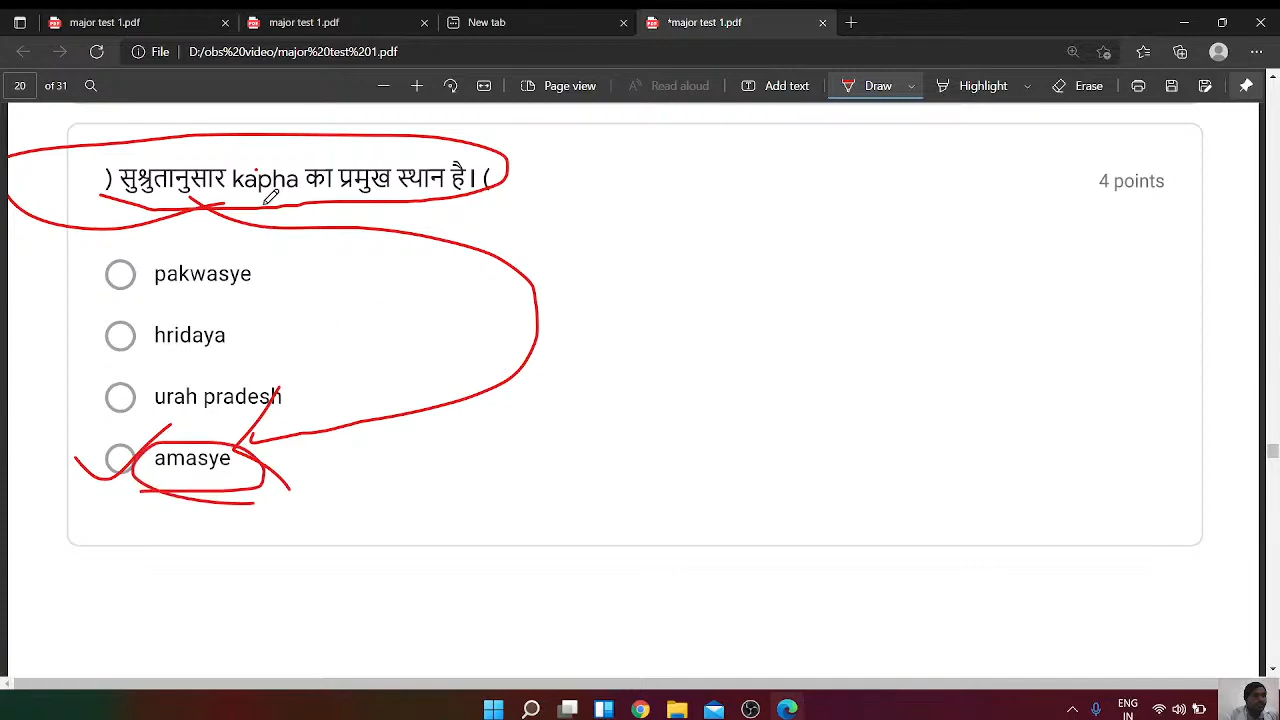 major test 1.pdf
major test 1.pdf
New tab
*major test 1.pdf
File D:/obs%20video/major%20test%201.pdf
20 of 31
Page view
Read aloud
Add text
Draw
Highlight
Erase
) सुश्रुतानुसार kapha का प्रमुख स्थान है। (
4 points
pakwasye
hridaya
urah pradesh
amasye
ENG
IN